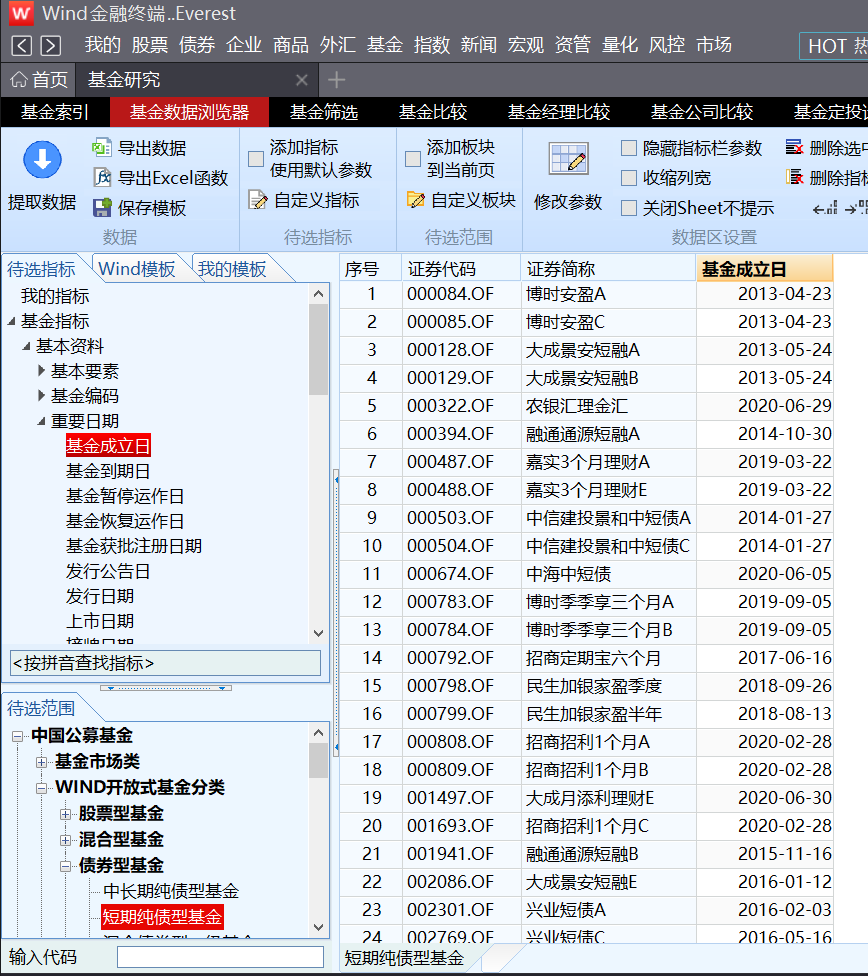 Wind金融终端..Everest
我的 股票 债券 企业 商品 外汇 基金 指数 新闻 宏观 资管 量化 风控 市场 HOT 热
首页 基金研究
基金索引 基金数据浏览器 基金筛选 基金比较 基金经理比较 基金公司比较 基金定投
提取数据
导出数据
导出Excel函数
保存模板
数据
添加指标
使用默认参数
自定义指标
待选指标
添加板块
到当前页
自定义板块
待选范围
修改参数
隐藏指标栏参数
收缩列宽
关闭Sheet不提示
删除选
删除指标
数据区设置
待选指标 Wind模板 我的模板
我的指标
基金指标
基本资料
基本要素
基金编码
重要日期
基金成立日
基金到期日
基金暂停运作日
基金恢复运作日
基金获批注册日期
发行公告日
发行日期
上市日期
<按拼音查找指标>
待选范围
中国公募基金
基金市场类
WIND开放式基金分类
股票型基金
混合型基金
债券型基金
中长期纯债型基金
短期纯债型基金
输入代码
序号 证券代码 证券简称 基金成立日
1 000084.OF 博时安盈A 2013-04-23
2 000085.OF 博时安盈C 2013-04-23
3 000128.OF 大成景安短融A 2013-05-24
4 000129.OF 大成景安短融B 2013-05-24
5 000322.OF 农银汇理金汇 2020-06-29
6 000394.OF 融通通源短融A 2014-10-30
7 000487.OF 嘉实3个月理财A 2019-03-22
8 000488.OF 嘉实3个月理财E 2019-03-22
9 000503.OF 中信建投景和中短债A 2014-01-27
10 000504.OF 中信建投景和中短债C 2014-01-27
11 000674.OF 中海中短债 2020-06-05
12 000783.OF 博时季季享三个月A 2019-09-05
13 000784.OF 博时季季享三个月B 2019-09-05
14 000792.OF 招商定期宝六个月 2017-06-16
15 000798.OF 民生加银家盈季度 2018-09-26
16 000799.OF 民生加银家盈半年 2018-08-13
17 000808.OF 招商招利1个月A 2020-02-28
18 000809.OF 招商招利1个月B 2020-02-28
19 001497.OF 大成月添利理财E 2020-06-30
20 001693.OF 招商招利1个月C 2020-02-28
21 001941.OF 融通通源短融B 2015-11-16
22 002086.OF 大成景安短融E 2016-01-12
23 002301.OF 兴业短债A 2016-02-03
24 002769.OF 兴业短债C 2016-05-16
短期纯债型基金